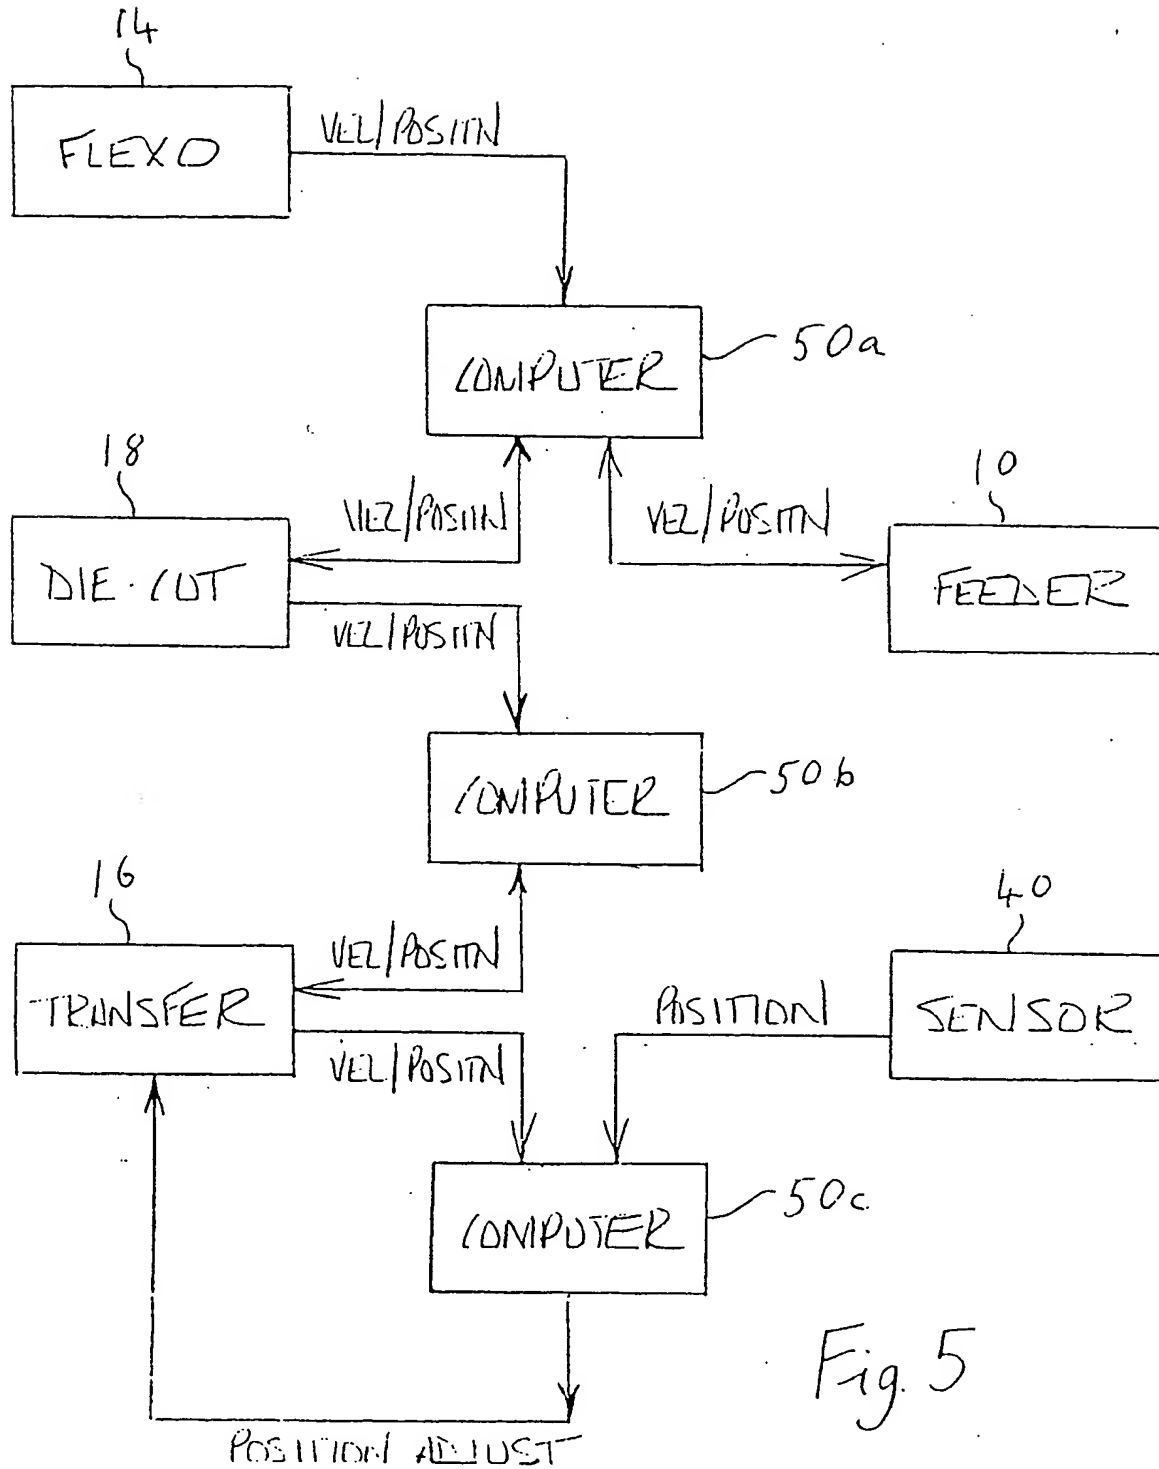 14
FLEXO
VEL/POSITN
COMPUTER
50a
18
10
VEL/POSITN
VEL/POSITN
DIE-CUT
FEEDER
VEL/POSITN
COMPUTER
50b
16
40
VEL/POSITN
TRANSFER
POSITION
SENSOR
VEL/POSITN
COMPUTER
50c
Fig. 5
POSITION ADJUST